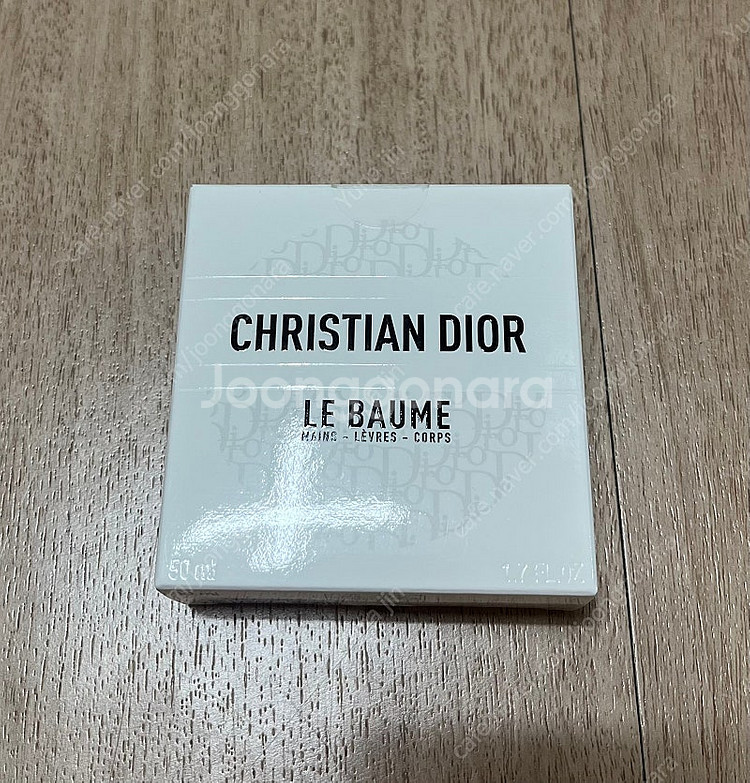 CHRISTIAN DIOR
Joonggonara
LE BAUME
MAINS - LÈVRES - CORPS
50 ml
1.7 FL.OZ